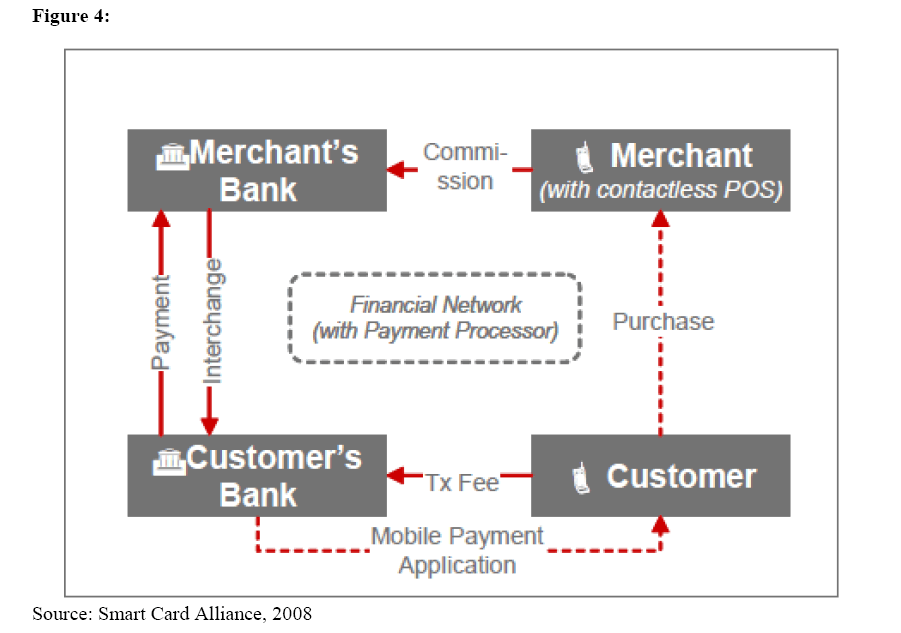 Figure 4:
Merchant's
Bank
Commi-
ssion
Merchant
(with contactless POS)
Payment
Interchange
Financial Network
(with Payment Processor)
Purchase
Customer's
Bank
Tx Fee
Customer
Mobile Payment
Application
Source: Smart Card Alliance, 2008